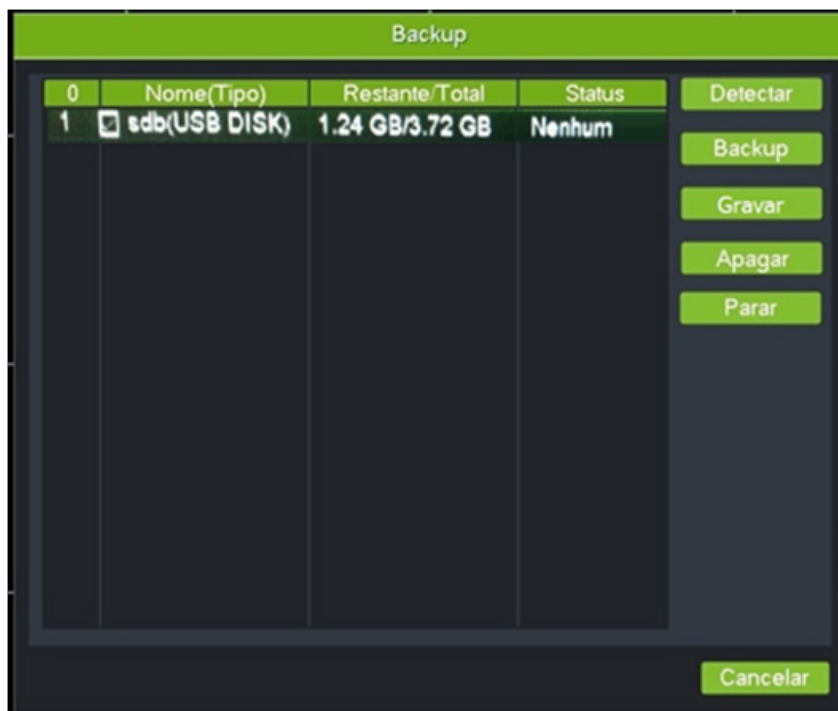 Backup
0 Nome(Tipo) Restante/Total Status Detectar
1 sdb(USB DISK) 1.24 GB/3.72 GB Nenhum
Backup
Gravar
Apagar
Parar
Cancelar